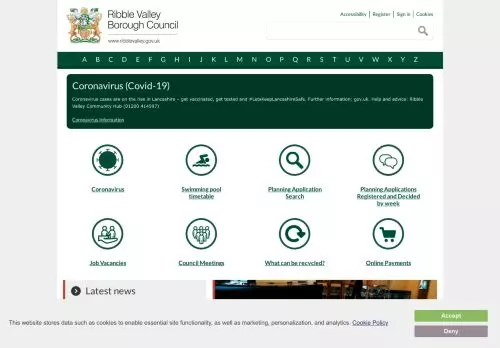 Ribble Valley
Borough Council
www.ribblevalley.gov.uk
Accessibility Register Sign in Cookies
A B C D E F G H I J K L M N O P Q R S T U V W X Y Z
Coronavirus (Covid-19)
Coronavirus cases are on the rise in Lancashire - get vaccinated, get tested and #LetsKeepLancashireSafe. Further information: gov.uk. Help and advice: Ribble
Valley Community Hub (01200 414597)
Coronavirus Information
Coronavirus
Swimming pool
timetable
Planning Application
Search
Planning Applications
Registered and Decided
by week
Job Vacancies
Council Meetings
What can be recycled?
Online Payments
Latest news
This website stores data such as cookies to enable essential site functionality, as well as marketing, personalization, and analytics. Cookie Policy
Accept
Deny